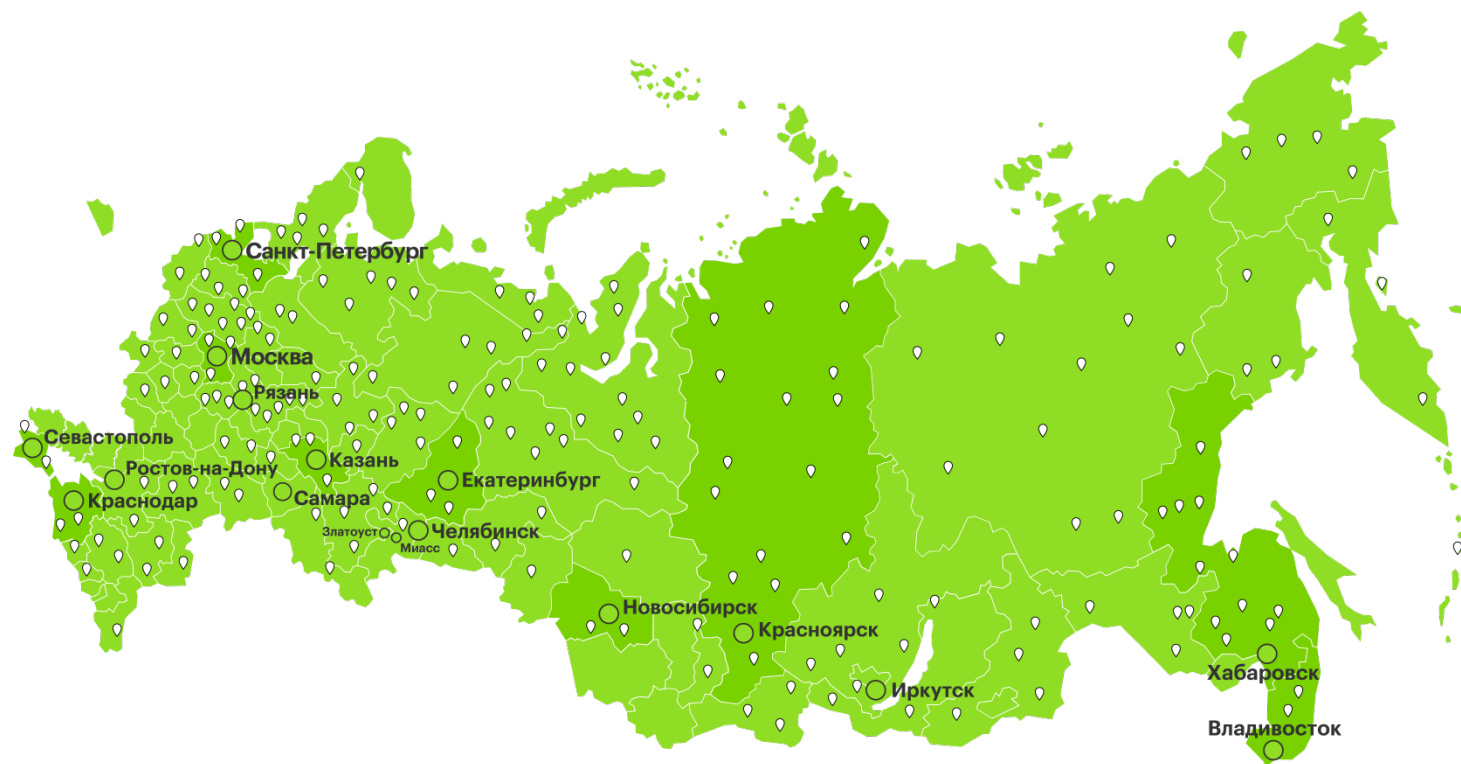 Санкт-Петербург
Москва
Рязань
Севастополь
Казань
Ростов-на-Дону
Екатеринбург
Краснодар
Самара
Златоуст
Челябинск
Миасс
Новосибирск
Красноярск
Хабаровск
Иркутск
Владивосток